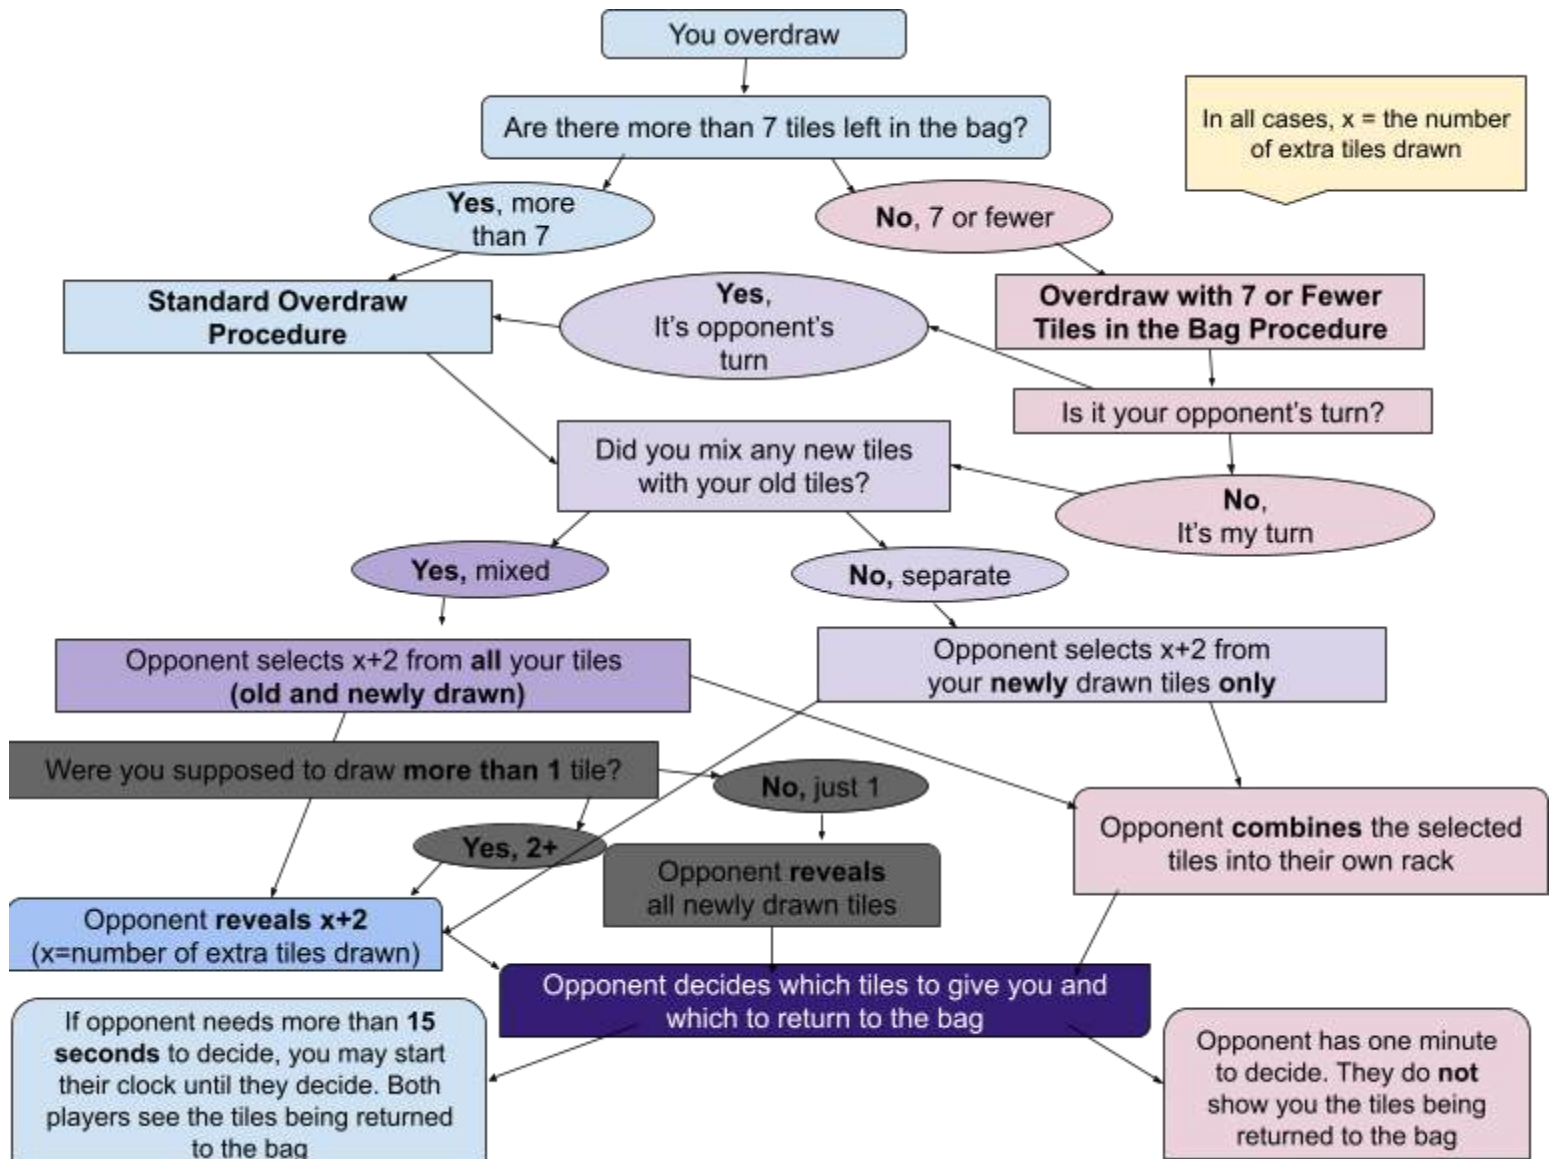 You overdraw
Are there more than 7 tiles left in the bag?
In all cases, x = the number
of extra tiles drawn
Yes, more
than 7
No, 7 or fewer
Standard Overdraw
Procedure
Yes,
It's opponent's
turn
Overdraw with 7 or Fewer
Tiles in the Bag Procedure
Is it your opponent's turn?
Did you mix any new tiles
with your old tiles?
No,
It's my turn
Yes, mixed
No, separate
Opponent selects x+2 from all your tiles
(old and newly drawn)
Opponent selects x+2 from
your newly drawn tiles only
Were you supposed to draw more than 1 tile?
No, just 1
Yes, 2+
Opponent reveals
all newly drawn tiles
Opponent combines the selected
tiles into their own rack
Opponent reveals x+2
(x=number of extra tiles drawn)
Opponent decides which tiles to give you and
which to return to the bag
If opponent needs more than 15
seconds to decide, you may start
their clock until they decide. Both
players see the tiles being returned
to the bag
Opponent has one minute
to decide. They do not
show you the tiles being
returned to the bag